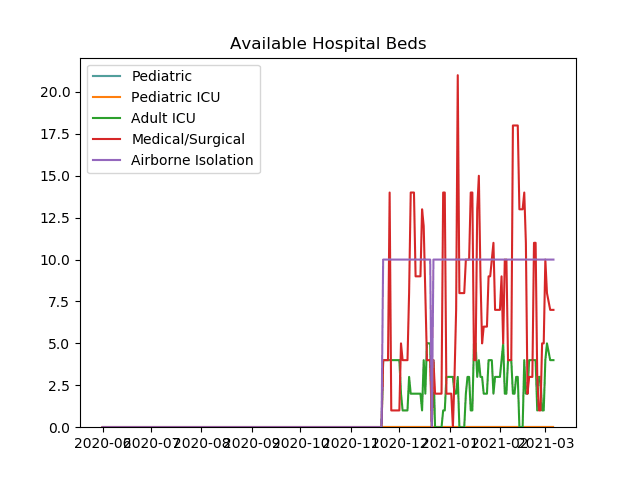 Available Hospital Beds
Pediatric
Pediatric ICU
Adult ICU
Medical/Surgical
Airborne Isolation
20.0
17.5
15.0
12.5
10.0
7.5
5.0
2.5
0.0
2020-06 2020-07 2020-08 2020-09 2020-10 2020-11 2020-12 2021-01 2021-02 2021-03